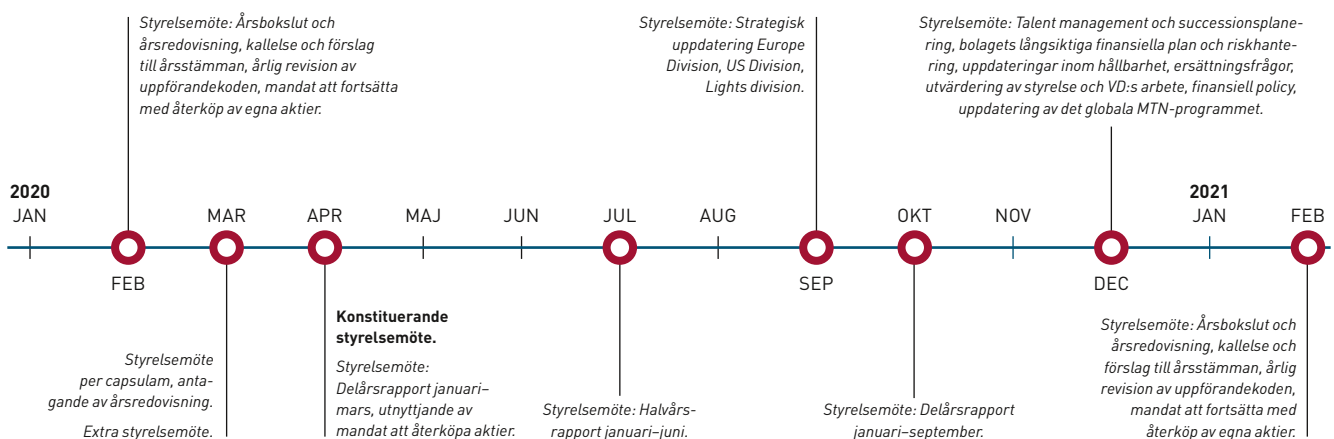 Styrelsemöte: Årsbokslut och
årsredovisning, kallelse och förslag
till årsstämman, årlig revision av
uppförandekoden, mandat att fortsätta
med återköp av egna aktier.
Styrelsemöte: Strategisk
uppdatering Europe
Division, US Division,
Lights division.
Styrelsemöte: Talent management och successionsplane-
ring, bolagets långsiktiga finansiella plan och riskhante-
ring, uppdateringar inom hållbarhet, ersättningsfrågor,
utvärdering av styrelse och VD:s arbete, finansiell policy,
uppdatering av det globala MTN-programmet.
2020
JAN
FEB
MAR
APR
MAJ
JUN
JUL
AUG
SEP
OKT
NOV
DEC
2021
JAN
FEB
Styrelsemöte
per capsulam, anta-
gande av årsredovisning.
Extra styrelsemöte.
Konstituerande
styrelsemöte.
Styrelsemöte:
Delårsrapport januari–
mars, utnyttjande av
mandat att återköpa aktier.
Styrelsemöte: Halvårs-
rapport januari–juni.
Styrelsemöte: Delårsrapport
januari–september.
Styrelsemöte: Årsbokslut och
årsredovisning, kallelse och
förslag till årsstämman, årlig
revision av uppförandekoden,
mandat att fortsätta med
återköp av egna aktier.